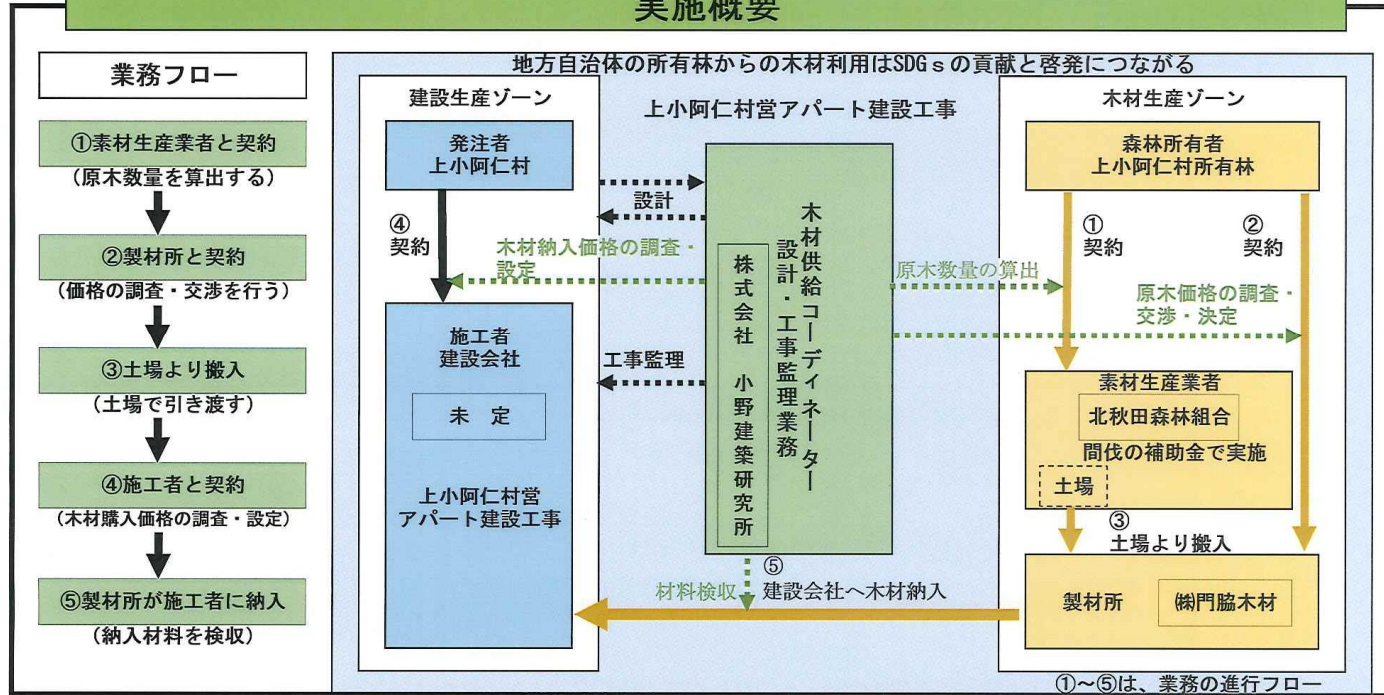 実施概要
業務フロー
①素材生産業者と契約
(原木数量を算出する)
②製材所と契約
(価格の調査・交渉を行う)
③土場より搬入
(土場で引き渡す)
④施工者と契約
(木材購入価格の調査・設定)
⑤製材所が施工者に納入
(納入材料を検収)
地方自治体の所有林からの木材利用はSDGsの貢献と啓発につながる
建設生産ゾーン
発注者
上小阿仁村
④
契約
施工者
建設会社
未 定
上小阿仁村営
アパート建設工事
上小阿仁村営アパート建設工事
設計
木材納入価格の調査・
設定
工事監理
木材供給コーディネーター
設計・工事監理業務
株式会社 小野建築研究所
原木数量の算出
原木価格の調査・
交渉・決定
⑤
材料検収
建設会社へ木材納入
木材生産ゾーン
森林所有者
上小阿仁村所有林
①
契約
②
契約
素材生産業者
北秋田森林組合
間伐の補助金で実施
土場
③
土場より搬入
製材所
㈱門脇木材
①～⑤は、業務の進行フロー